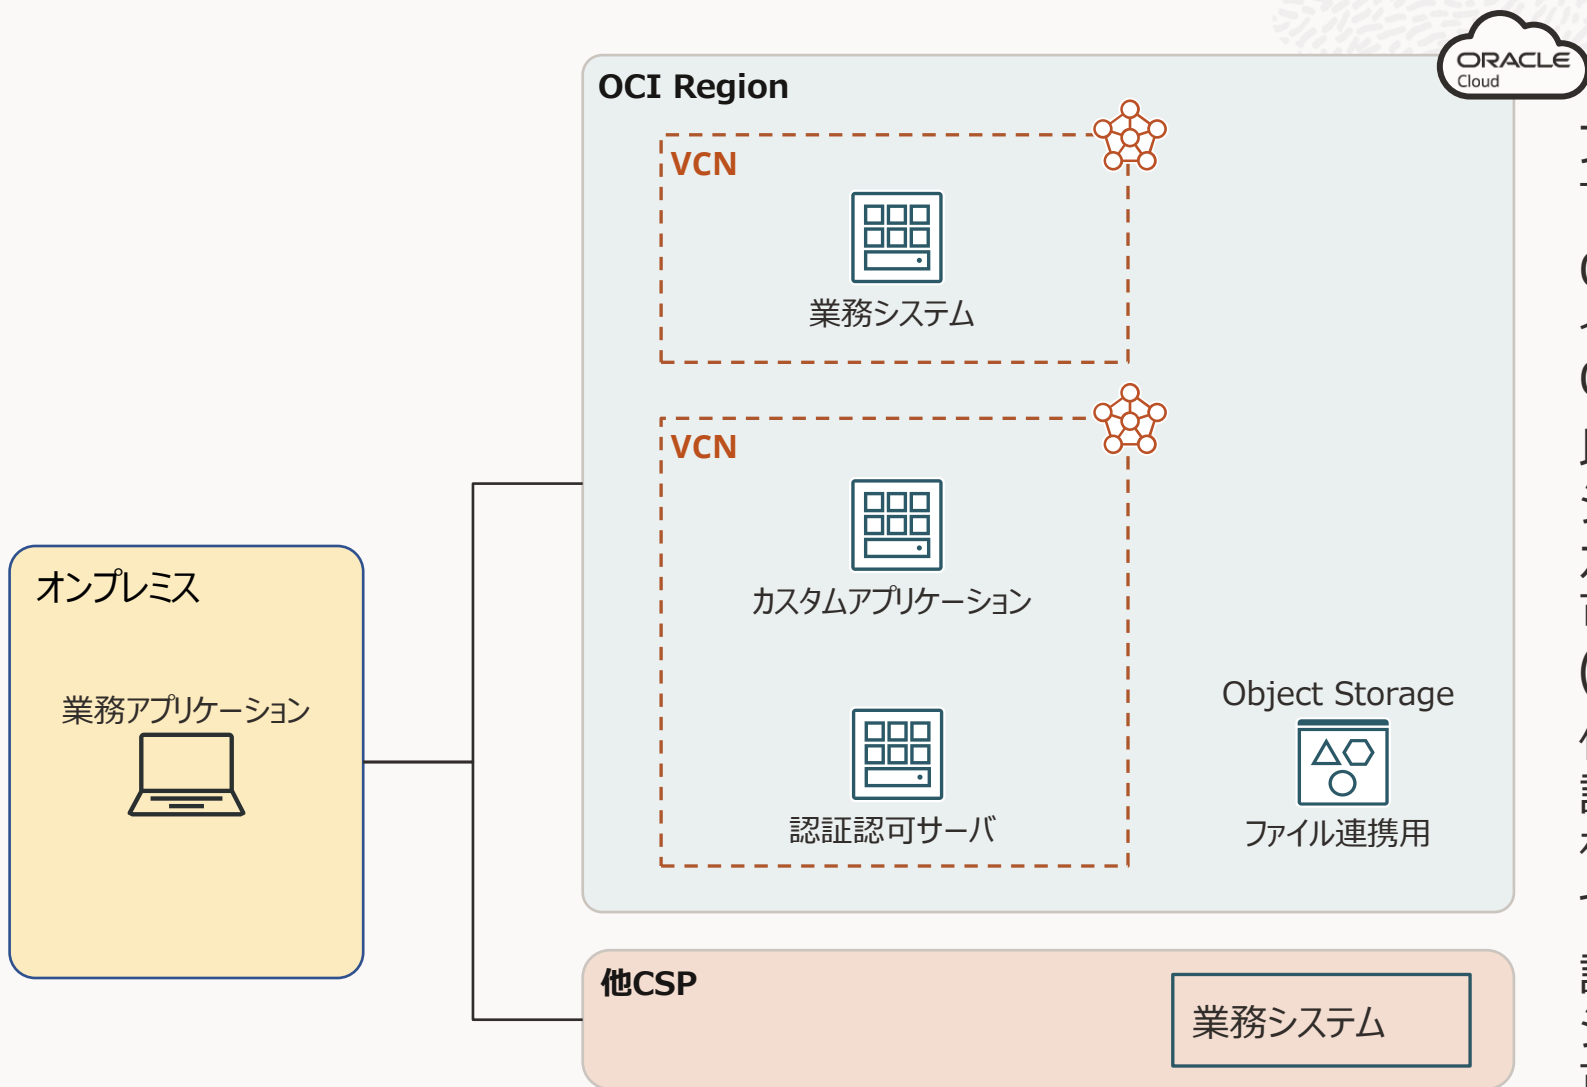 ORACLE
Cloud
OCI Region
VCN
業務システム
VCN
カスタムアプリケーション
オンプレミス
業務アプリケーション
Object Storage
認証認可サーバ
ファイル連携用
他CSP
業務システム